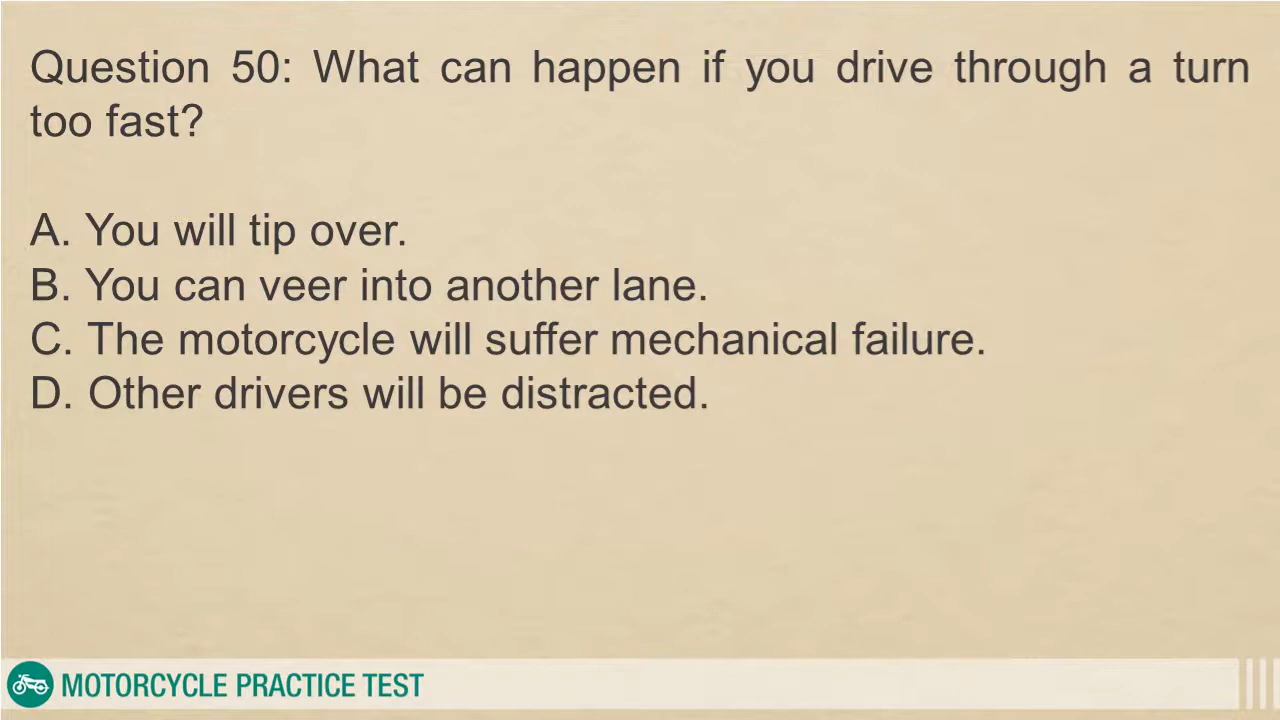 Question 50: What can happen if you drive through a turn
too fast?
A. You will tip over.
B. You can veer into another lane.
C. The motorcycle will suffer mechanical failure.
D. Other drivers will be distracted.
MOTORCYCLE PRACTICE TEST